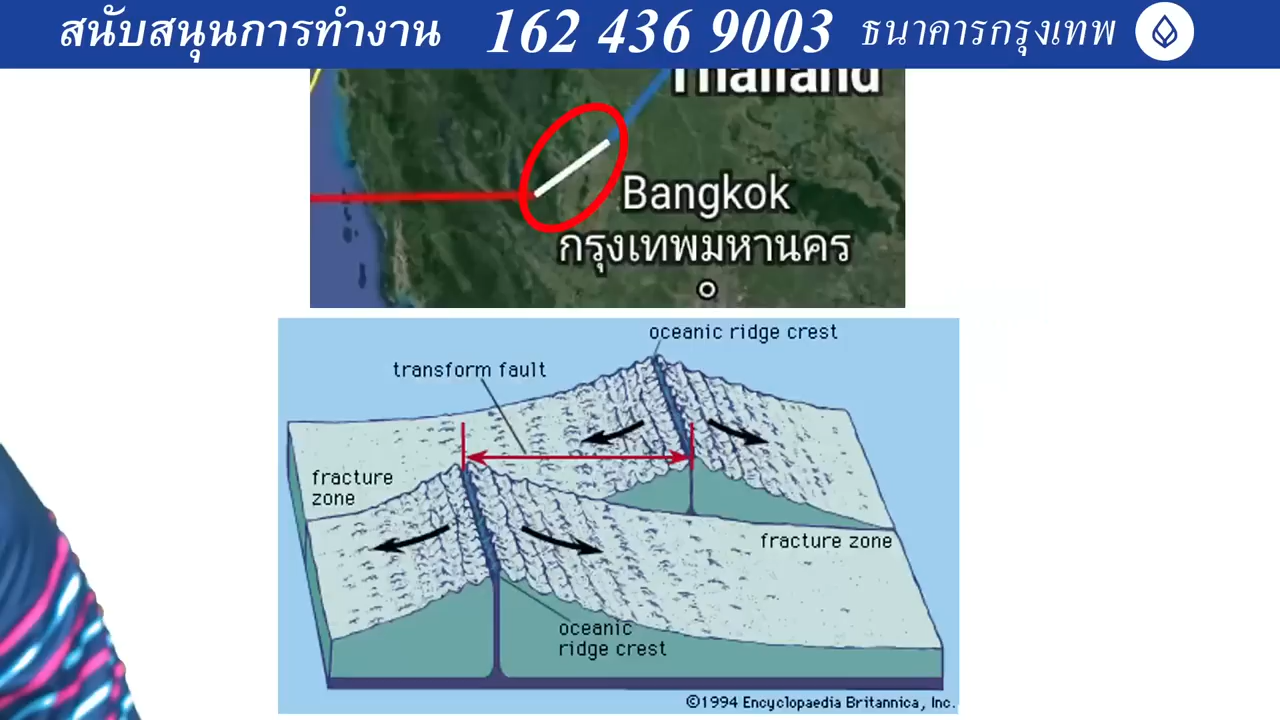 สนับสนุนการทำงาน 162 436 9003 ธนาคารกรุงเทพ
Thailand
Bangkok
กรุงเทพมหานคร
oceanic ridge crest
transform fault
fracture
zone
fracture zone
oceanic
ridge crest
©1994 Encyclopaedia Britannica, Inc.